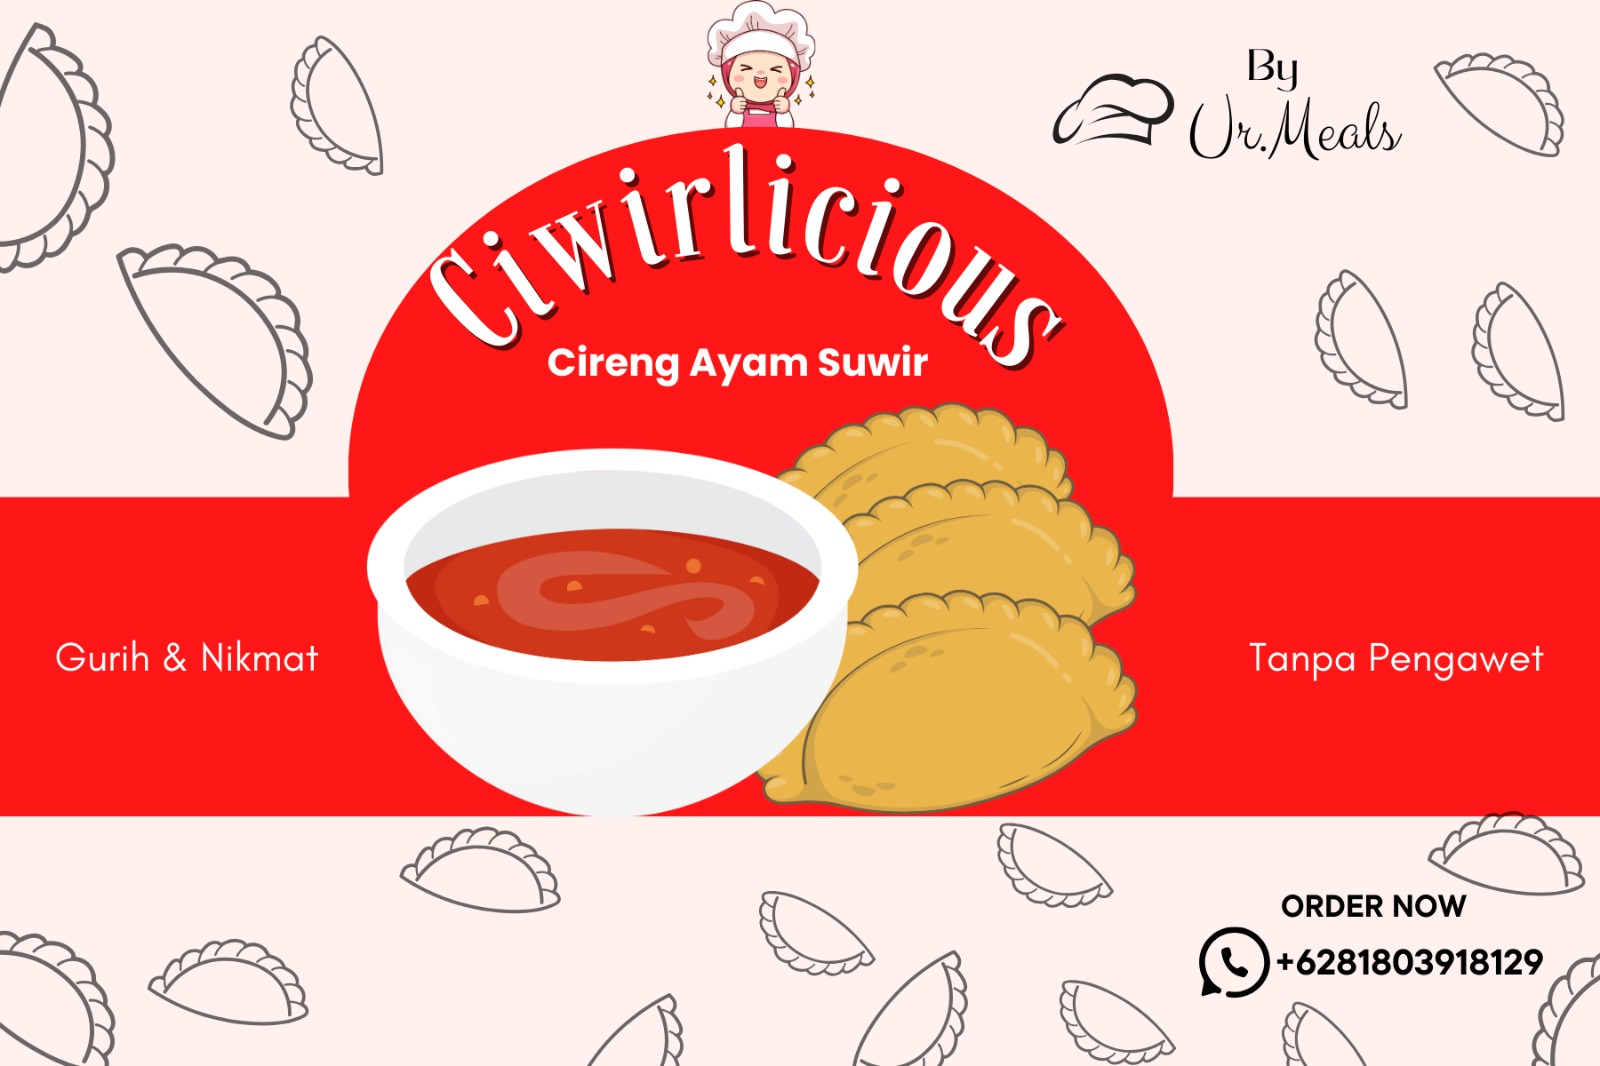 By
Ur.Meals
Ciwirlicious
Cireng Ayam Suwir
Gurih & Nikmat
Tanpa Pengawet
ORDER NOW
+6281803918129